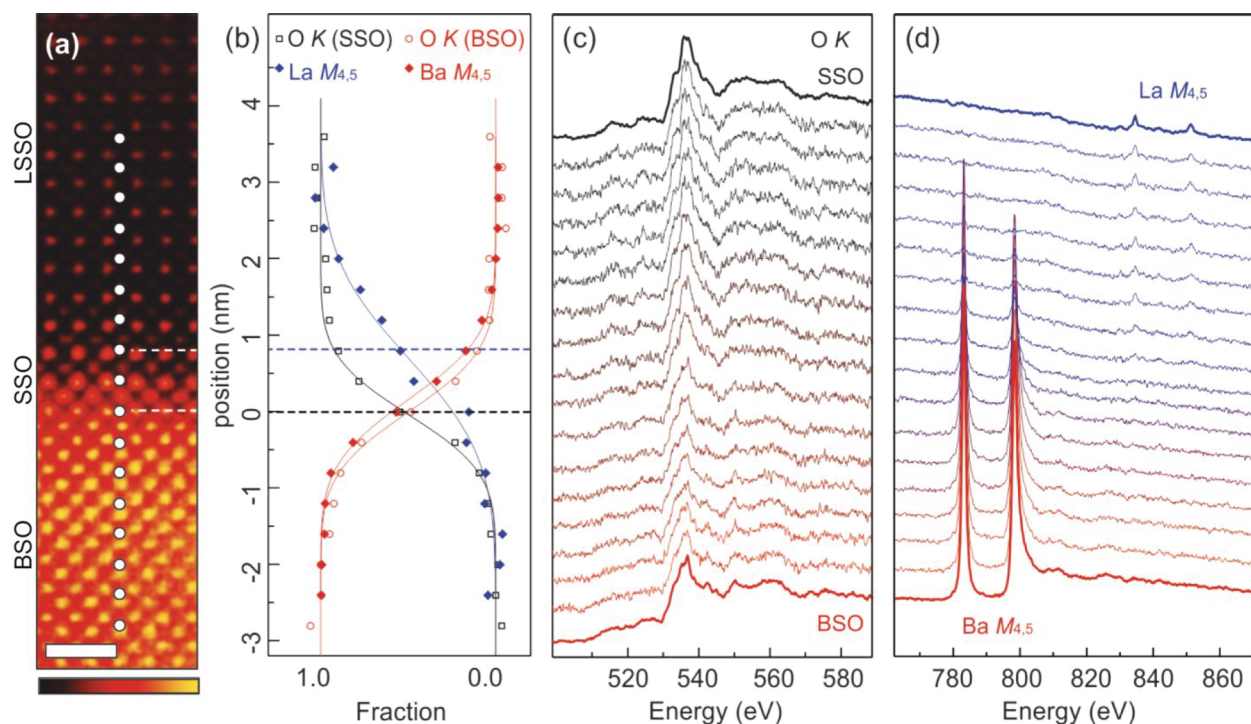 (a)
LSSO
SSO
BSO
(b)
O K (SSO)
O K (BSO)
La M4,5
Ba M4,5
position (nm)
4
3
2
1
0
-1
-2
-3
1.0
0.0
Fraction
(c)
O K
SSO
BSO
520
540
560
580
Energy (eV)
(d)
La M4,5
Ba M4,5
780
800
820
840
860
Energy (eV)